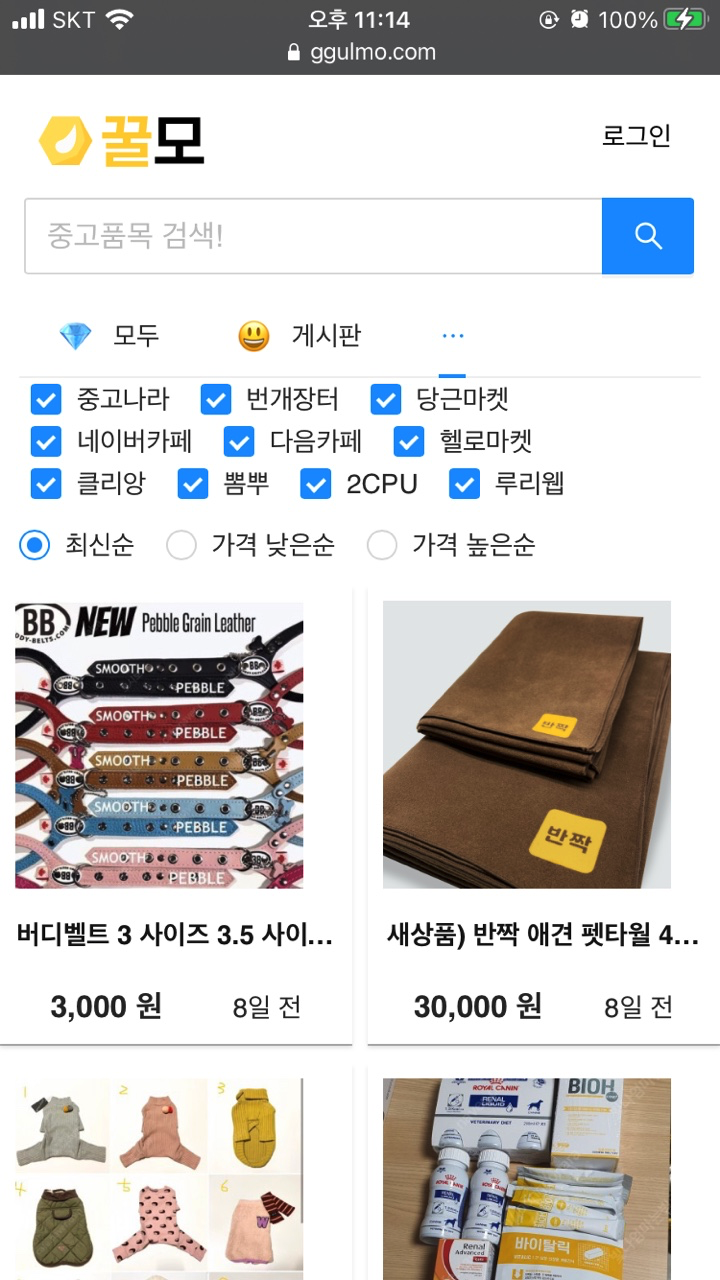 SKT 오후 11:14 100%
ggulmo.com
꿀모 로그인
중고품목 검색!
모두 게시판 ...
중고나라 번개장터 당근마켓
네이버카페 다음카페 헬로마켓
클리앙 뽐뿌 2CPU 루리웹
최신순 가격 낮은순 가격 높은순
BB NEW Pebble Grain Leather
DDY-BELTS.COM
SMOOTH
PEBBLE
SMOOTH
PEBBLE
SMOOTH
PEBBLE
SMOOTH
PEBBLE
SMOOTH
PEBBLE
반짝
반짝
버디벨트 3 사이즈 3.5 사이...
3,000 원 8일 전
새상품) 반짝 애견 펫타월 4...
30,000 원 8일 전
1 2 3
4 5 6
W
ROYAL CANIN
RENAL
LIQUID
VETERINARY DIET
BIOH
Renal
Advanced
바이탈릭